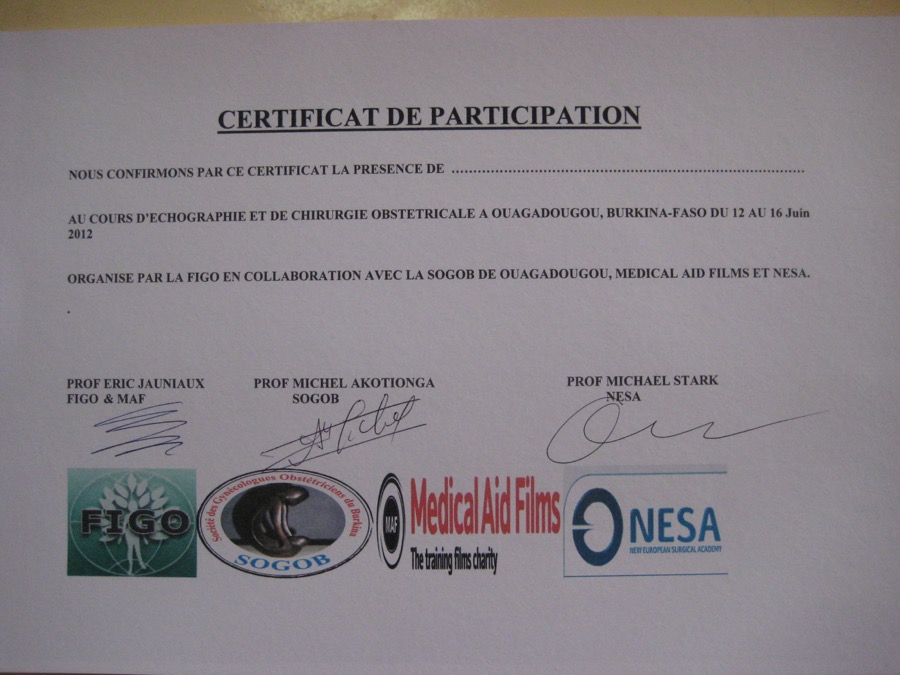 CERTIFICAT DE PARTICIPATION
NOUS CONFIRMONS PAR CE CERTIFICAT LA PRESENCE DE ..........................................................................................
AU COURS D'ECHOGRAPHIE ET DE CHIRURGIE OBSTETRICALE A OUAGADOUGOU, BURKINA-FASO DU 12 AU 16 Juin
2012
ORGANISE PAR LA FIGO EN COLLABORATION AVEC LA SOGOB DE OUAGADOUGOU, MEDICAL AID FILMS ET NESA.
.
PROF ERIC JAUNIAUX PROF MICHEL AKOTIONGA PROF MICHAEL STARK
FIGO & MAF SOGOB NESA
FIGO
Société des Gynécologues Obstétriciens du Burkina
SOGOB
MAF
Medical Aid Films
The training films charity
NESA
NEW EUROPEAN SURGICAL ACADEMY